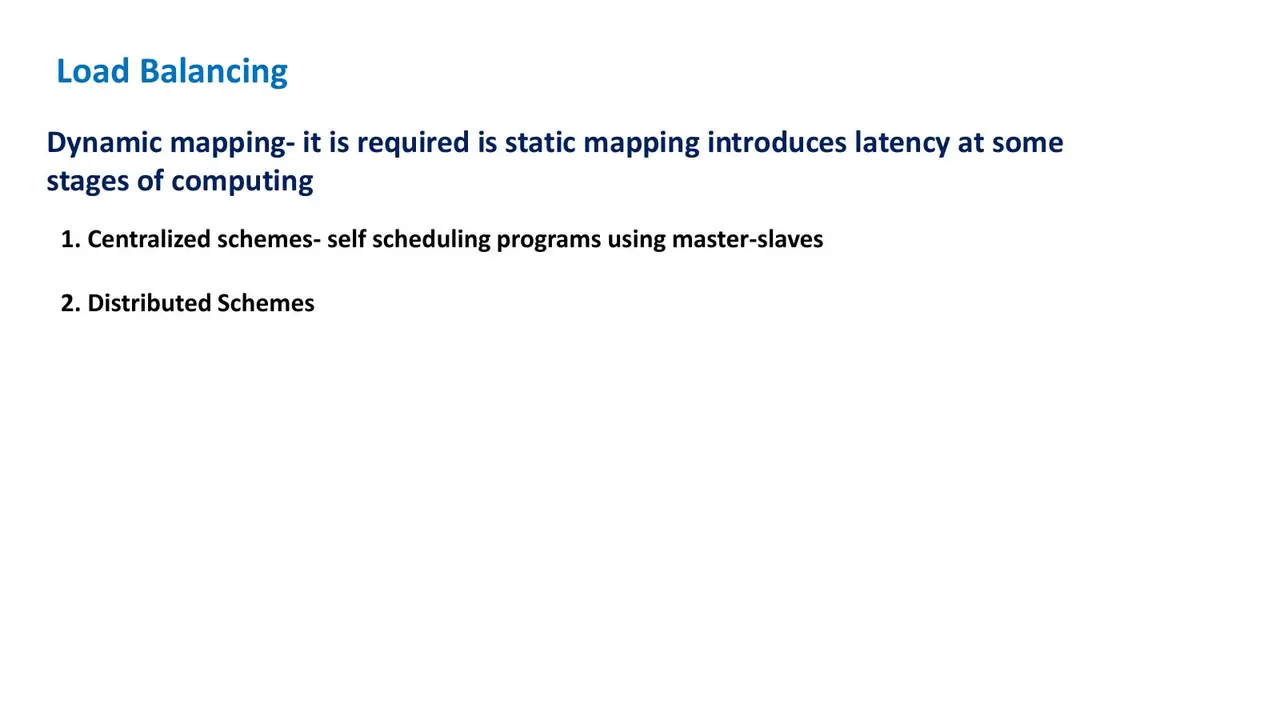 Load Balancing
Dynamic mapping- it is required is static mapping introduces latency at some
stages of computing
1. Centralized schemes- self scheduling programs using master-slaves
2. Distributed Schemes